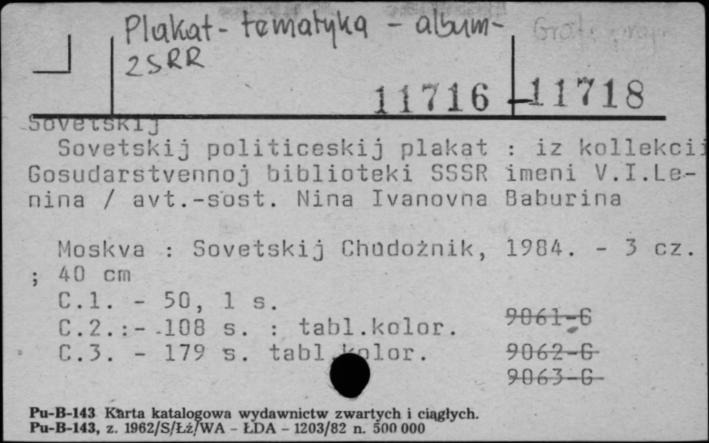 Plakat - tematyka - album -
ZSRR
11716 - 11718
Sovetskij
Sovetskij politiceskij plakat : iz kollekcii
Gosudarstvennoj biblioteki SSSR imeni V.I.Le-
nina / avt.-sost. Nina Ivanovna Baburina
Moskva : Sovetskij Chudožnik, 1984. - 3 cz.
; 40 cm
C.1. - 50, 1 s.
C.2.:- 108 s. : tabl.kolor.
C.3. - 179 s. tabl.kolor.
9061-G
9062-G
9063-G
Pu-B-143 Karta katalogowa wydawnictw zwartych i ciągłych.
Pu-B-143, z. 1962/S/Łż/WA - ŁDA - 1203/82 n. 500 000